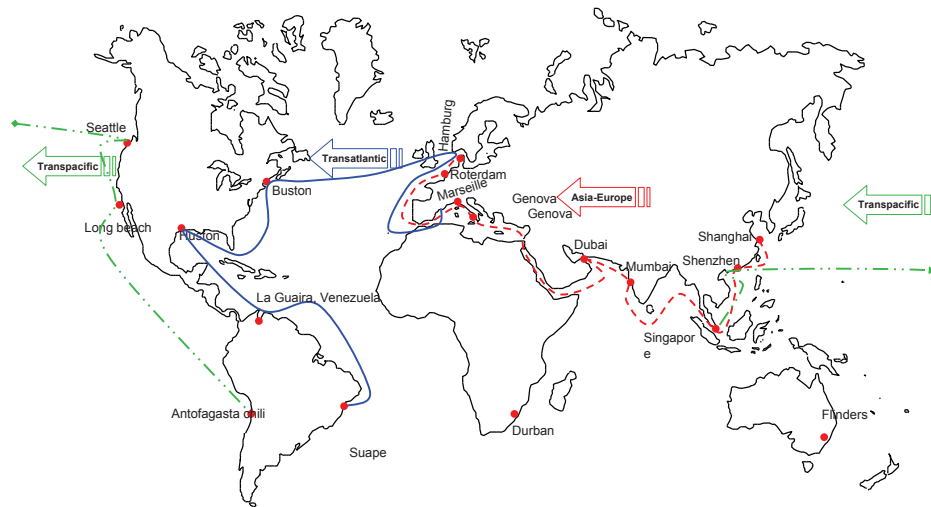 Seattle
Transpacific
Long beach
Buston
Huston
Transatlantic
Hamburg
Roterdam
Marseille
Genova
Genova
Asia-Europe
Transpacific
Dubai
Mumbai
Shanghai
Shenzhen
Singapor
e
La Guaira, Venezuela
Antofagasta chili
Suape
Durban
Flinders